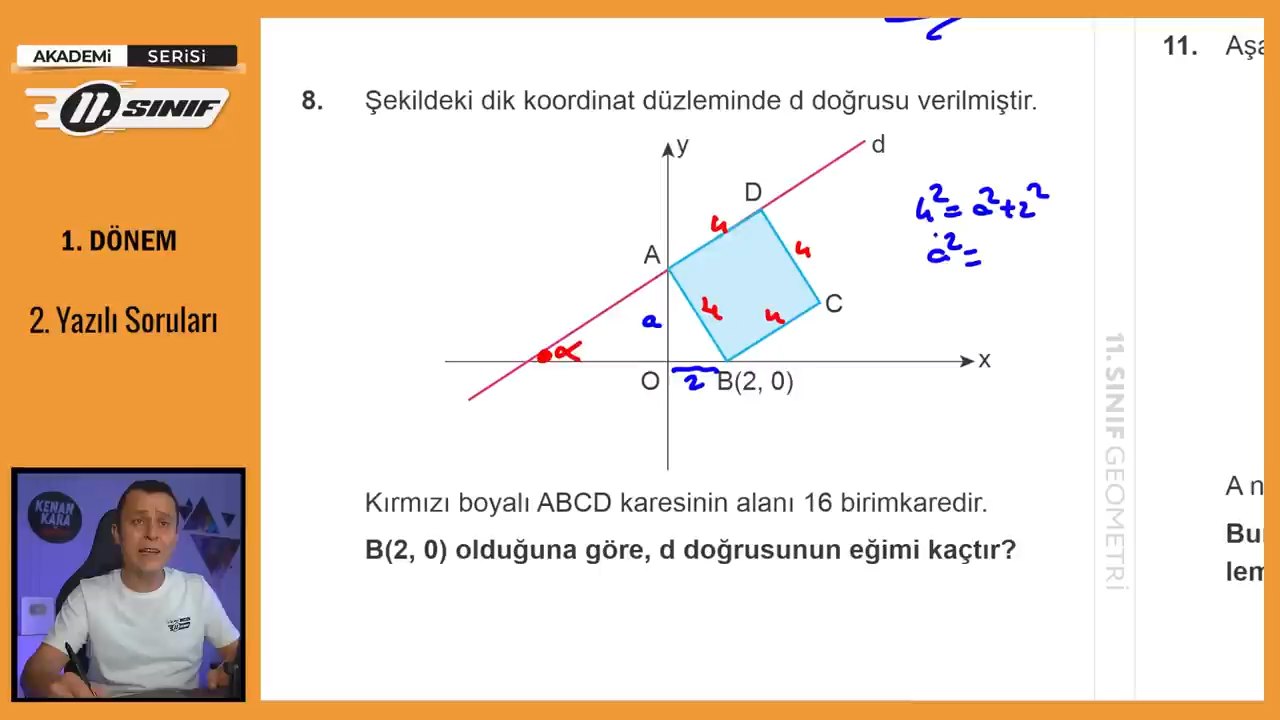 AKADEMİ SERİSİ
11. SINIF
1. DÖNEM
2. Yazılı Soruları
KENAN
KARA
8. Şekildeki dik koordinat düzleminde d doğrusu verilmiştir.
y
d
D
4
4
A
4
4
C
a
α
x
O
2
B(2, 0)
4² = a² + 2²
a² =
Kırmızı boyalı ABCD karesinin alanı 16 birimkaredir.
B(2, 0) olduğuna göre, d doğrusunun eğimi kaçtır?
11. SINIF GEOMETRİ
11. Aşa
A n
Bu
lem